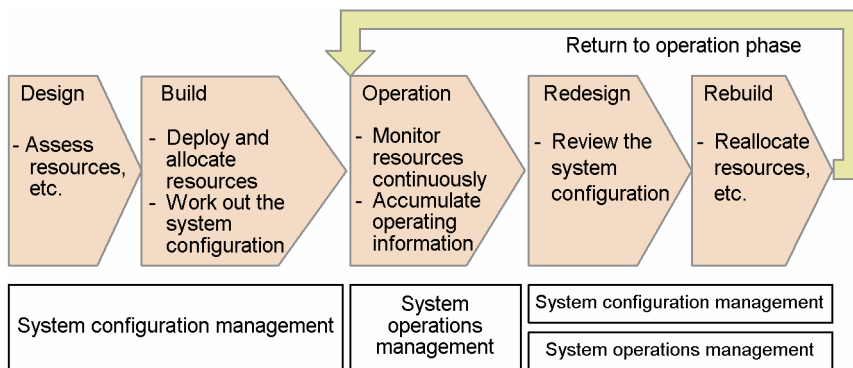 Return to operation phase
Design
- Assess
resources,
etc.
Build
- Deploy and
allocate
resources
- Work out the
system
configuration
Operation
- Monitor
resources
continuously
- Accumulate
operating
information
Redesign
- Review the
system
configuration
Rebuild
- Reallocate
resources,
etc.
System configuration management
System
operations
management
System configuration management
System operations management